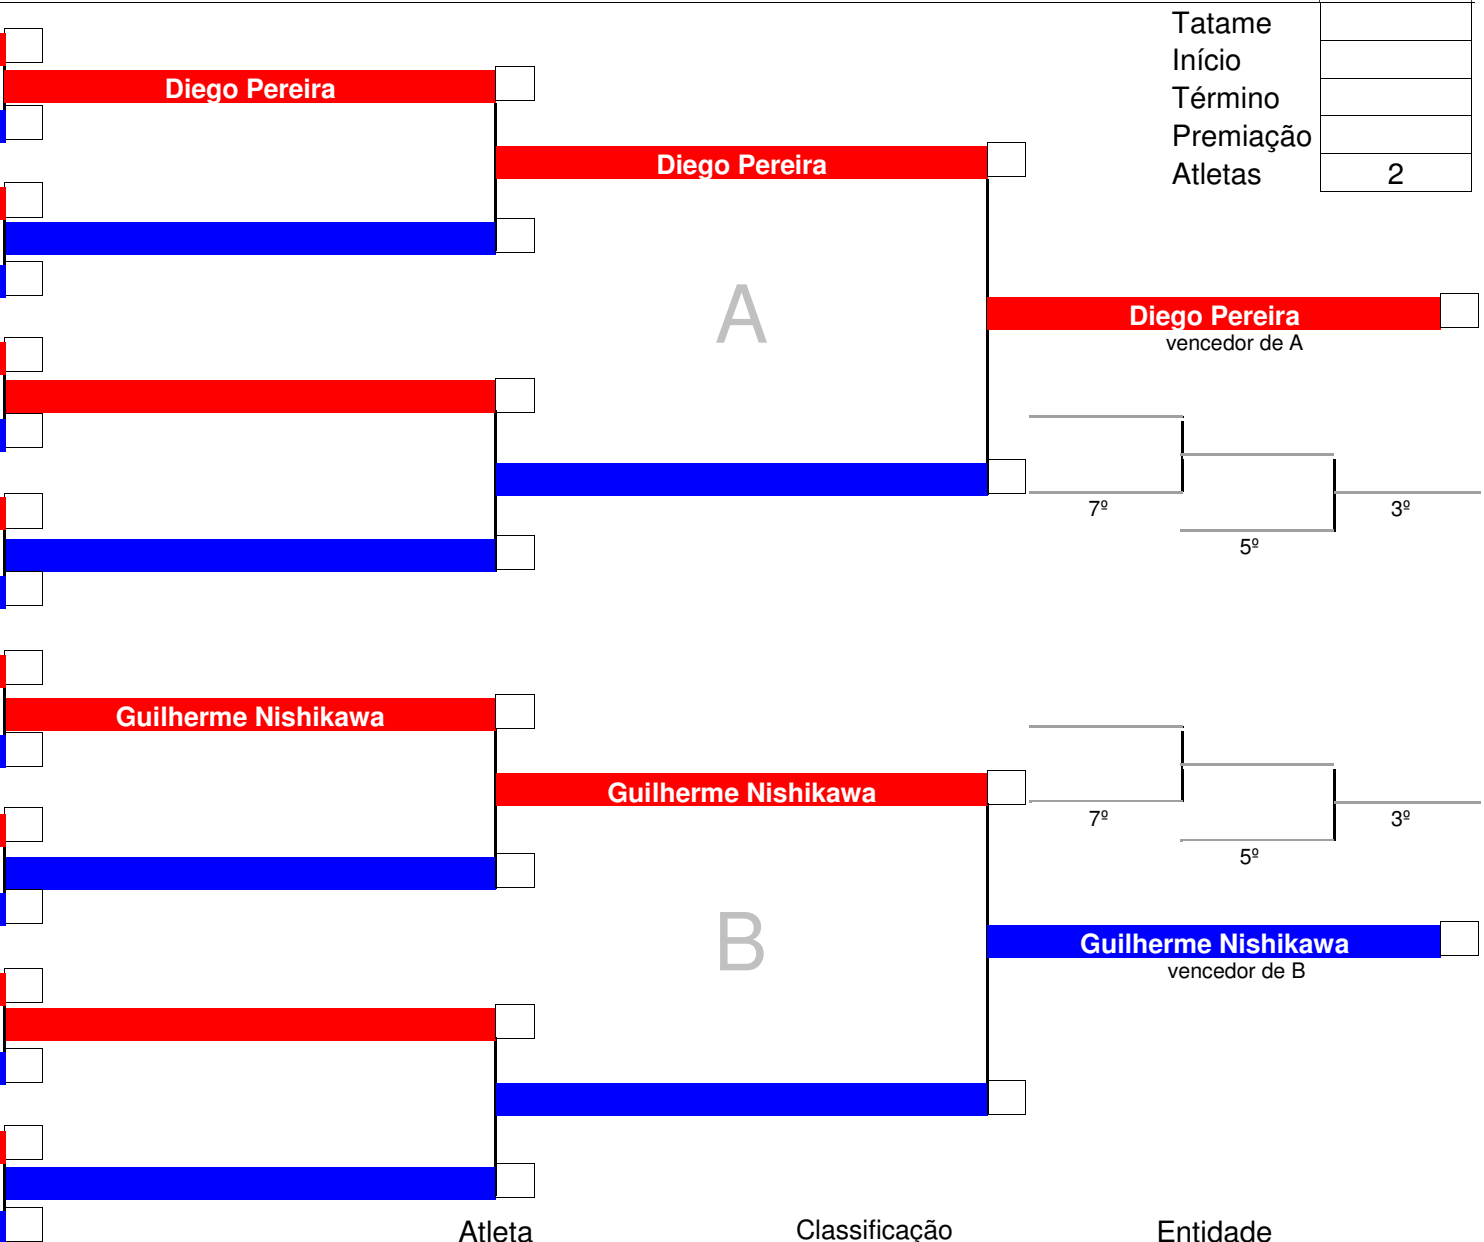 Tatame
Início
Diego Pereira
Término
Premiação
Diego Pereira
Atletas 2
A
Diego Pereira
vencedor de A
7º 3º
5º
Guilherme Nishikawa
Guilherme Nishikawa
7º 3º
5º
B
Guilherme Nishikawa
vencedor de B
Atleta Classificação Entidade